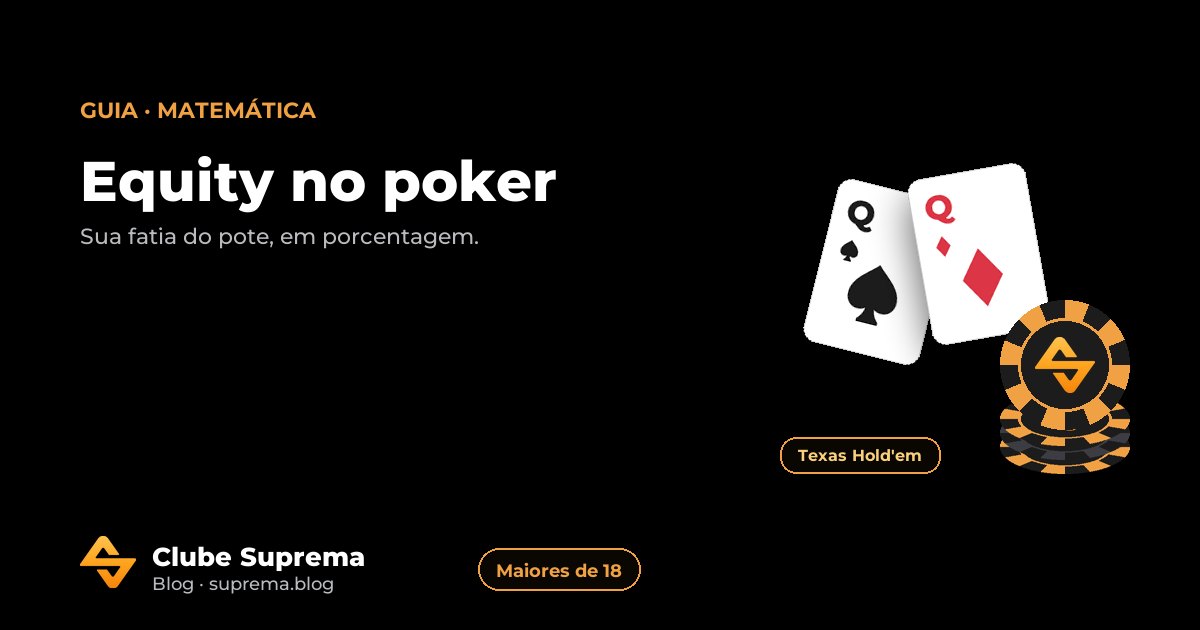 GUIA · MATEMÁTICA
Equity no poker
Sua fatia do pote, em porcentagem.
Q
Q
Texas Hold'em
Clube Suprema
Blog · suprema.blog
Maiores de 18